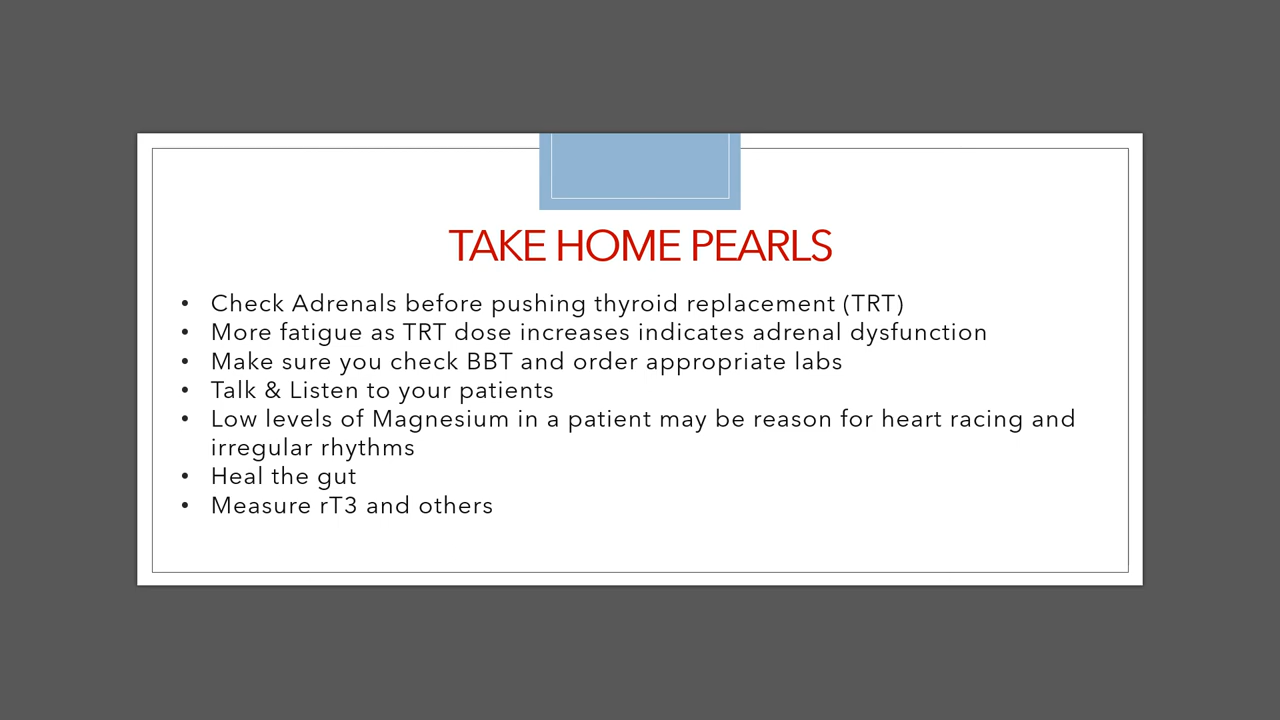 TAKE HOME PEARLS
• Check Adrenals before pushing thyroid replacement (TRT)
• More fatigue as TRT dose increases indicates adrenal dysfunction
• Make sure you check BBT and order appropriate labs
• Talk & Listen to your patients
• Low levels of Magnesium in a patient may be reason for heart racing and
irregular rhythms
• Heal the gut
• Measure rT3 and others